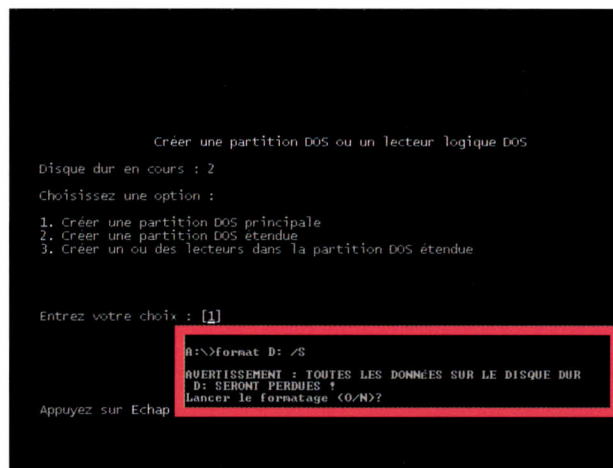 Créer une partition DOS ou un lecteur logique DOS
Disque dur en cours : 2
Choisissez une option :
1. Créer une partition DOS principale
2. Créer une partition DOS étendue
3. Créer un ou des lecteurs dans la partition DOS étendue
Entrez votre choix : [1]
A:\>format D: /S
AVERTISSEMENT : TOUTES LES DONNÉES SUR LE DISQUE DUR
D: SERONT PERDUES !
Lancer le formatage (O/N)?
Appuyez sur Echap